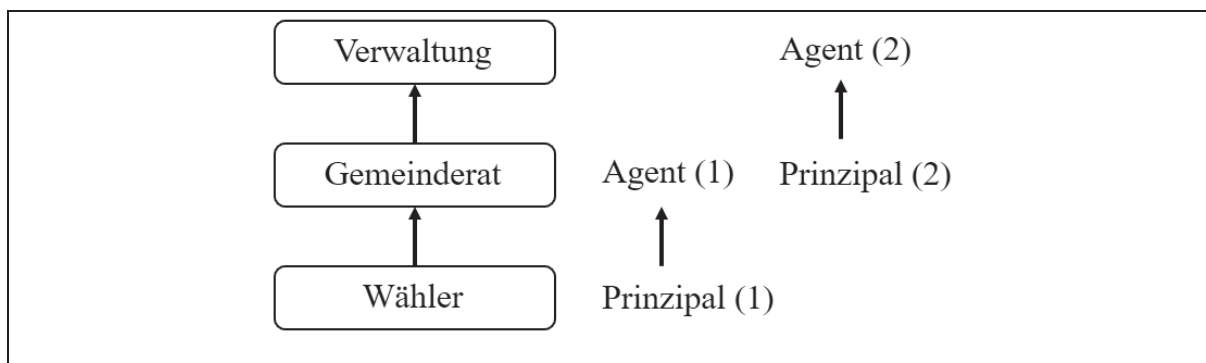 Verwaltung
Agent (2)
Gemeinderat
Agent (1)
Prinzipal (2)
Wähler
Prinzipal (1)